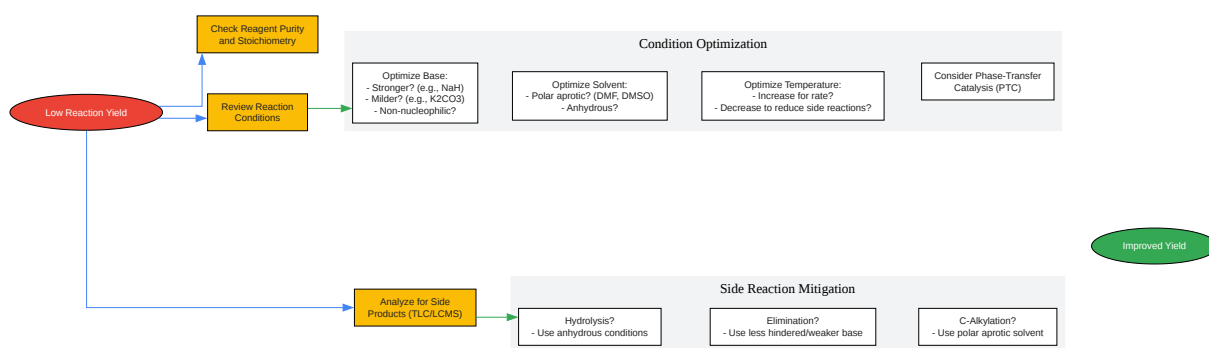 Check Reagent Purity
and Stoichiometry
Condition Optimization
Low Reaction Yield
Review Reaction
Conditions
Optimize Base:
- Stronger? (e.g., NaH)
- Milder? (e.g., K2CO3)
- Non-nucleophilic?
Optimize Solvent:
- Polar aprotic? (DMF, DMSO)
- Anhydrous?
Optimize Temperature:
- Increase for rate?
- Decrease to reduce side reactions?
Consider Phase-Transfer
Catalysis (PTC)
Improved Yield
Analyze for Side
Products (TLC/LCMS)
Side Reaction Mitigation
Hydrolysis?
- Use anhydrous conditions
Elimination?
- Use less hindered/weaker base
C-Alkylation?
- Use polar aprotic solvent